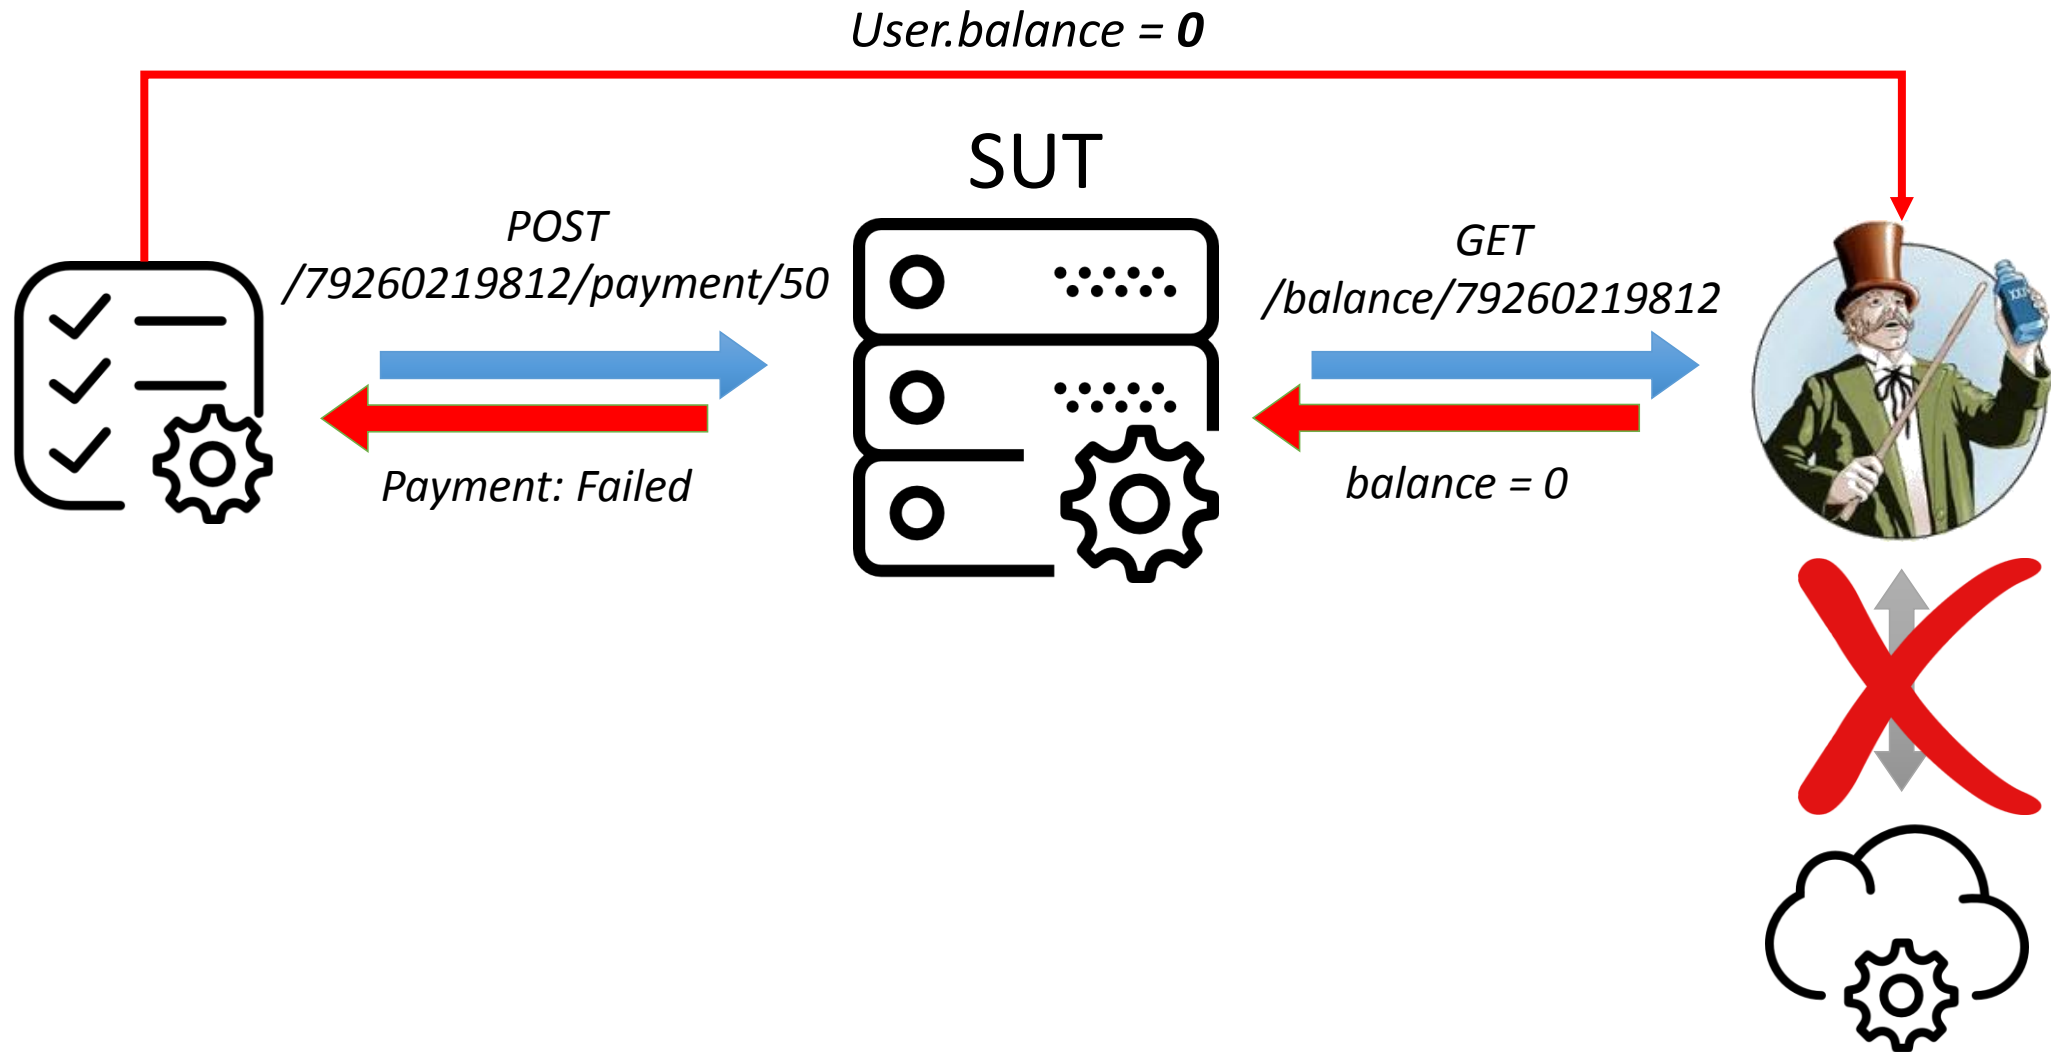 User.balance = 0
SUT
POST
/79260219812/payment/50
GET
/balance/79260219812
Payment: Failed
balance = 0